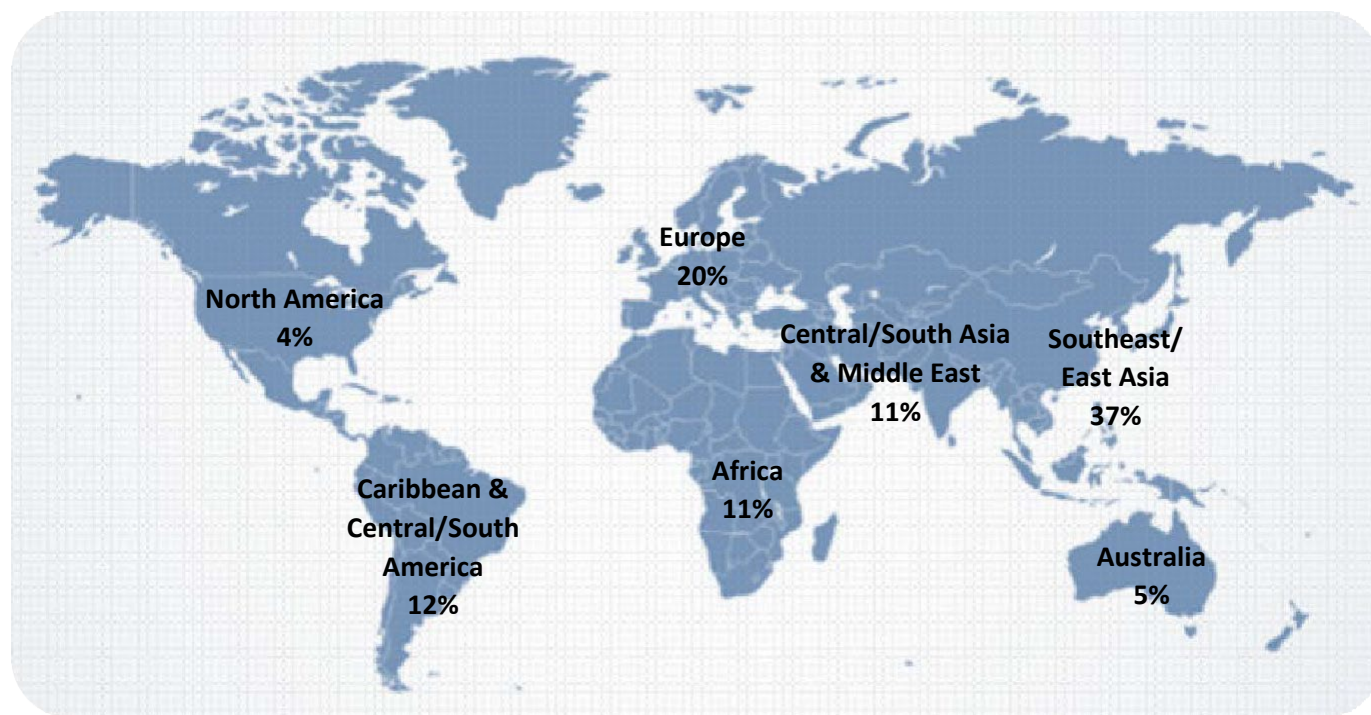 Europe
20%
North America
4%
Central/South Asia
& Middle East
11%
Southeast/
East Asia
37%
Africa
11%
Caribbean &
Central/South
America
12%
Australia
5%